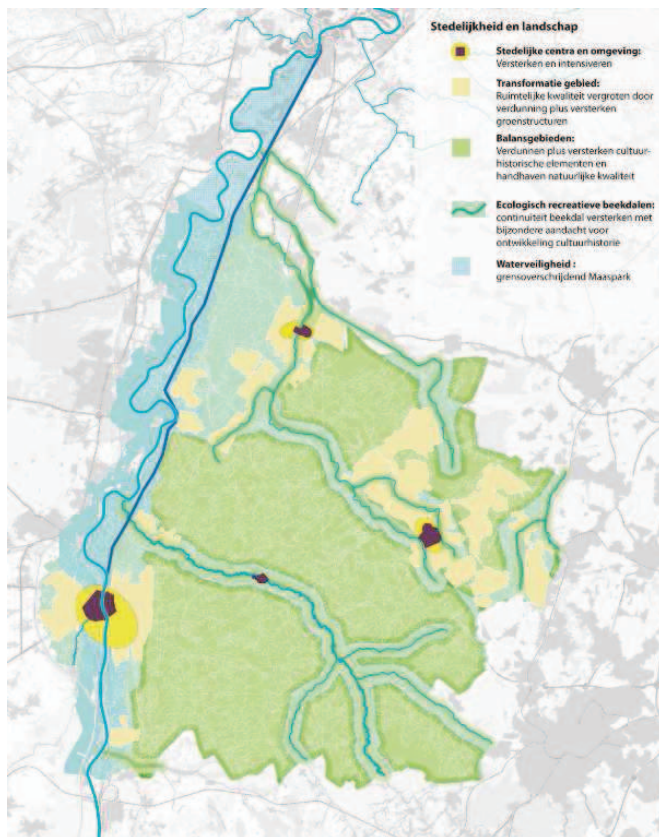 Stedelijkheid en landschap
Stedelijke centra en omgeving:
Versterken en intensiveren
Transformatie gebied:
Ruimtelijke kwaliteit vergroten door
verdunning plus versterken
groenstructuren
Balansgebieden:
Verdunnen plus versterken cultuur-
historische elementen en
handhaven natuurlijke kwaliteit
Ecologisch recreatieve beekdalen:
continuiteit beekdal versterken met
bijzondere aandacht voor
ontwikkeling cultuurhistorie
Waterveiligheid :
grensoverschrijdend Maaspark